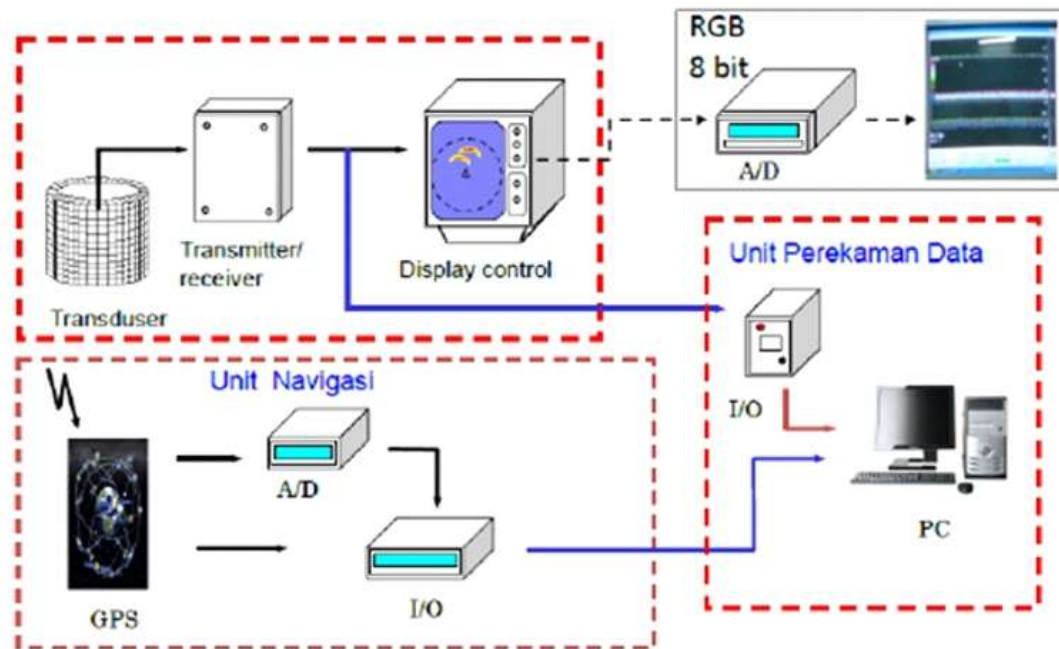 RGB
8 bit
A/D
Transmitter/
receiver
Display control
Transduser
Unit Perekaman Data
I/O
PC
Unit Navigasi
A/D
I/O
GPS